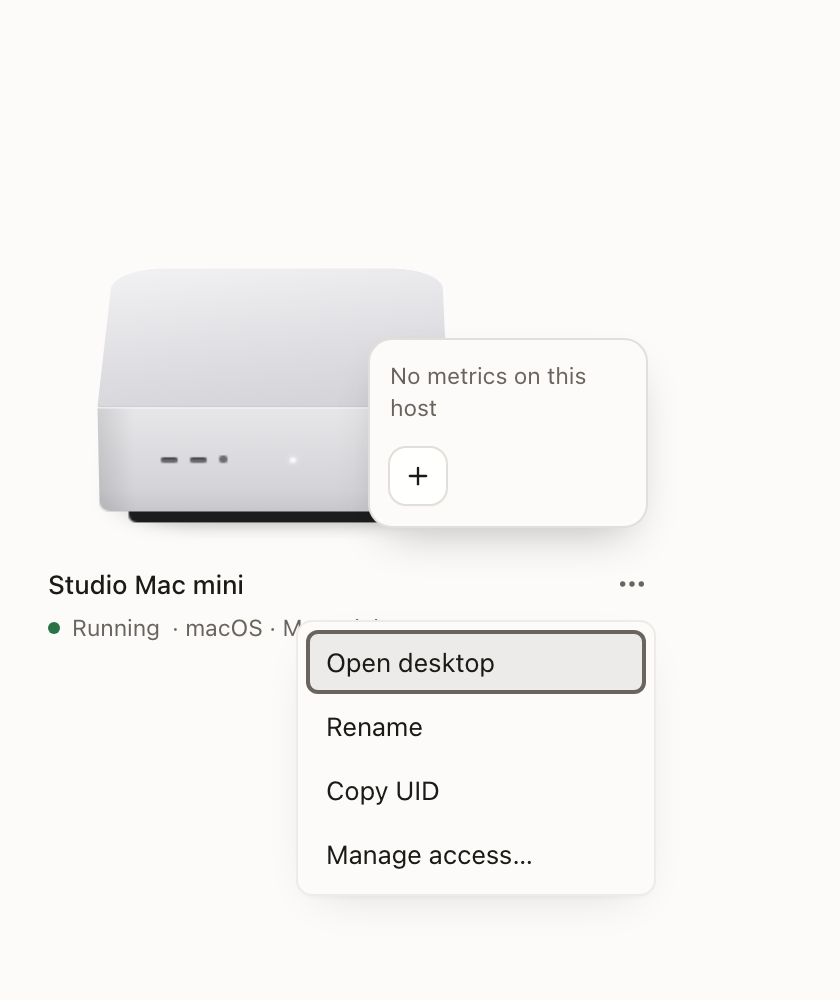 No metrics on this
host
Studio Mac mini
Running · macOS ·
Open desktop
Rename
Copy UID
Manage access...